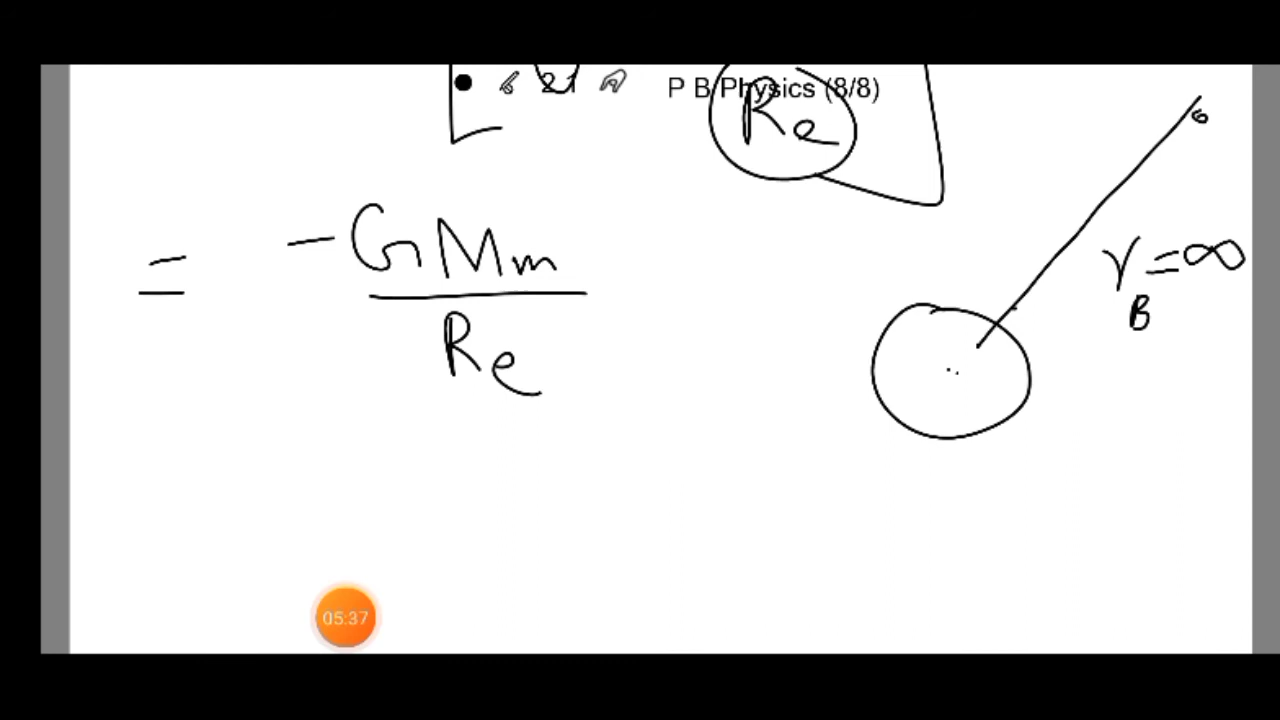 P B Physics (8/8)
Re
= -GMm
Re
r = ∞
B
05:37